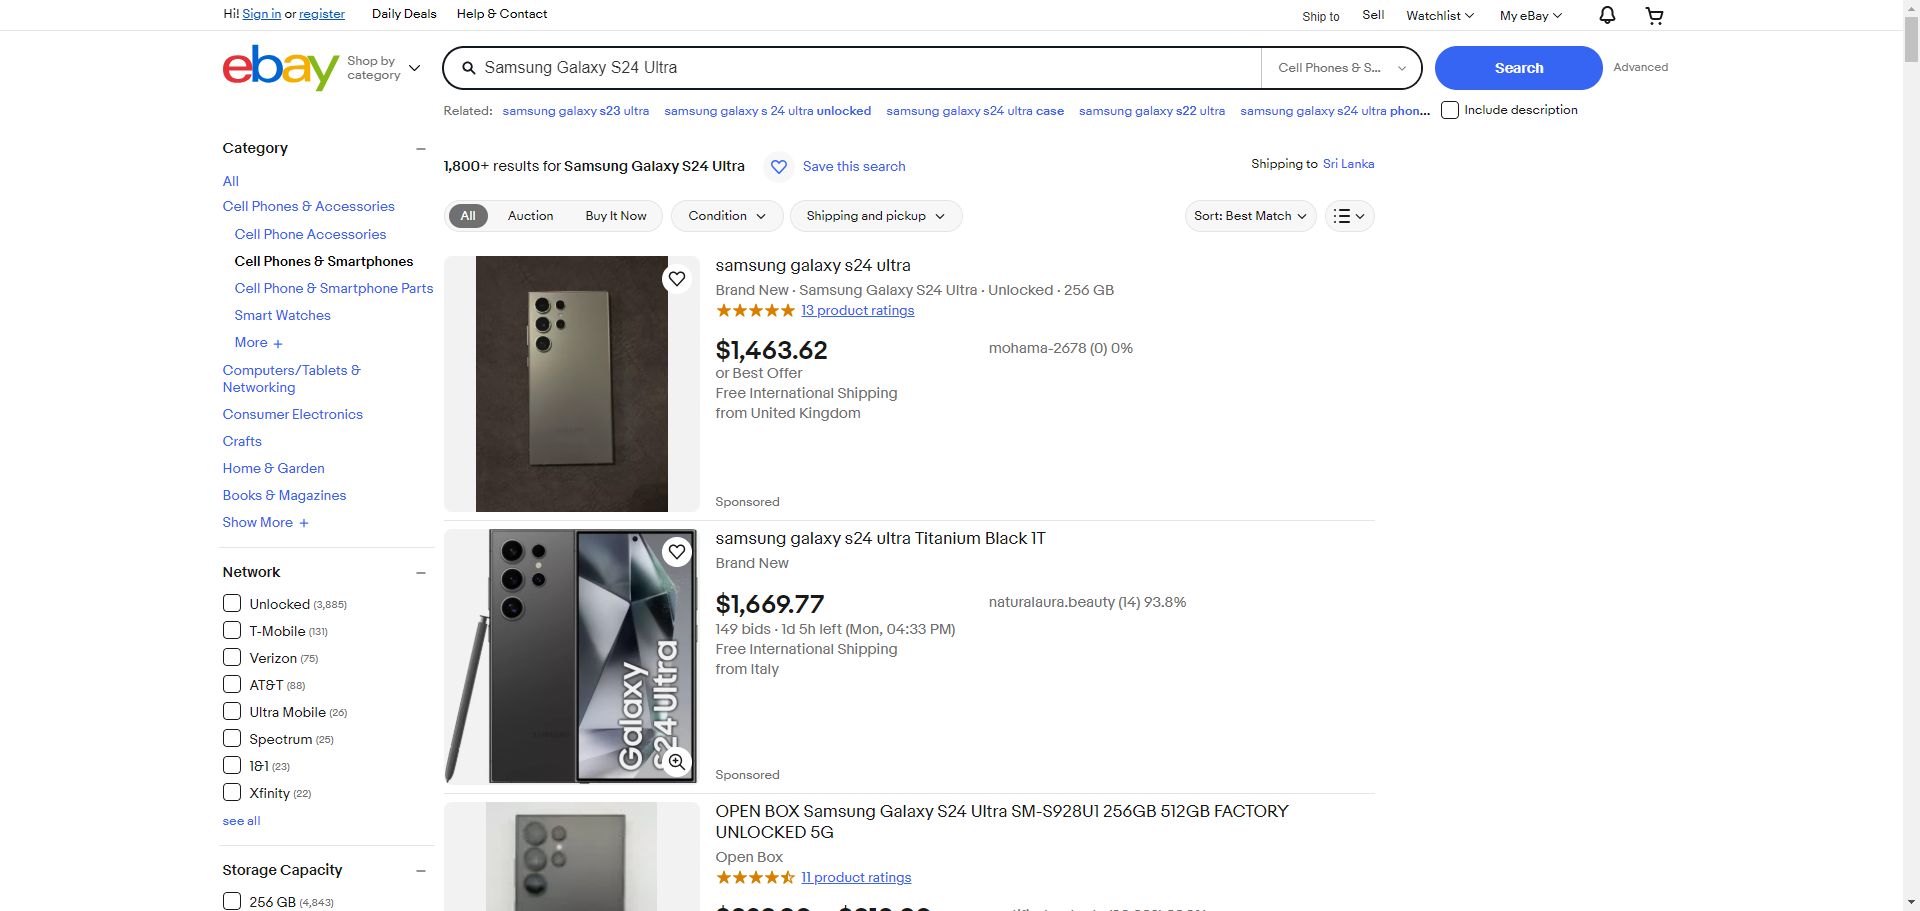 Hi! Sign in or register
Daily Deals
Help & Contact
Ship to
Sell
Watchlist
My eBay
ebay
Shop by
category
Samsung Galaxy S24 Ultra
Cell Phones & S...
Search
Advanced
Related:
samsung galaxy s23 ultra
samsung galaxy s 24 ultra unlocked
samsung galaxy s24 ultra case
samsung galaxy s22 ultra
samsung galaxy s24 ultra phon...
Include description
Category
All
Cell Phones & Accessories
Cell Phone Accessories
Cell Phones & Smartphones
Cell Phone & Smartphone Parts
Smart Watches
More
Computers/Tablets &
Networking
Consumer Electronics
Crafts
Home & Garden
Books & Magazines
Show More
Network
Unlocked (3,885)
T-Mobile (131)
Verizon (75)
AT&T (88)
Ultra Mobile (26)
Spectrum (25)
1&1 (23)
Xfinity (22)
see all
Storage Capacity
256 GB (4,843)
1,800+ results for Samsung Galaxy S24 Ultra
Save this search
Shipping to Sri Lanka
All
Auction
Buy It Now
Condition
Shipping and pickup
Sort: Best Match
samsung galaxy s24 ultra
Brand New · Samsung Galaxy S24 Ultra · Unlocked · 256 GB
13 product ratings
$1,463.62
mohama-2678 (0) 0%
or Best Offer
Free International Shipping
from United Kingdom
Sponsored
Galaxy
S24 Ultra
samsung galaxy s24 ultra Titanium Black 1T
Brand New
$1,669.77
naturalaura.beauty (14) 93.8%
149 bids · 1d 5h left (Mon, 04:33 PM)
Free International Shipping
from Italy
Sponsored
OPEN BOX Samsung Galaxy S24 Ultra SM-S928U1 256GB 512GB FACTORY
UNLOCKED 5G
Open Box
11 product ratings